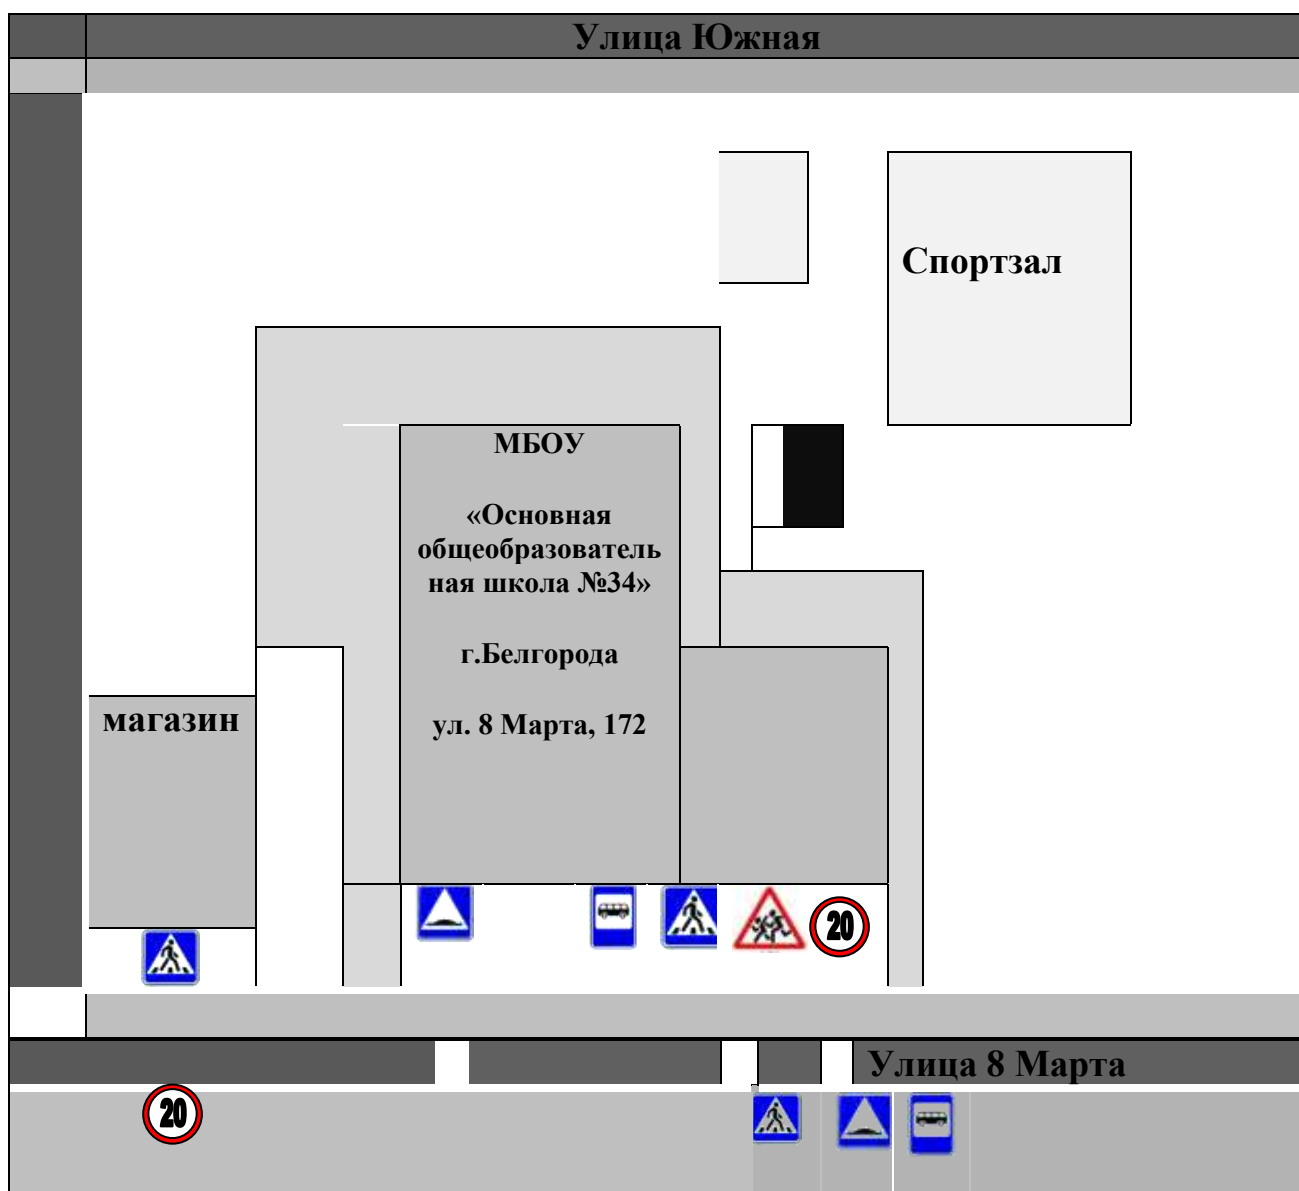 Улица Южная
Спортзал
МБОУ
«Основная
общеобразователь
ная школа №34»
г.Белгорода
магазин
ул. 8 Марта, 172
20
Улица 8 Марта
20